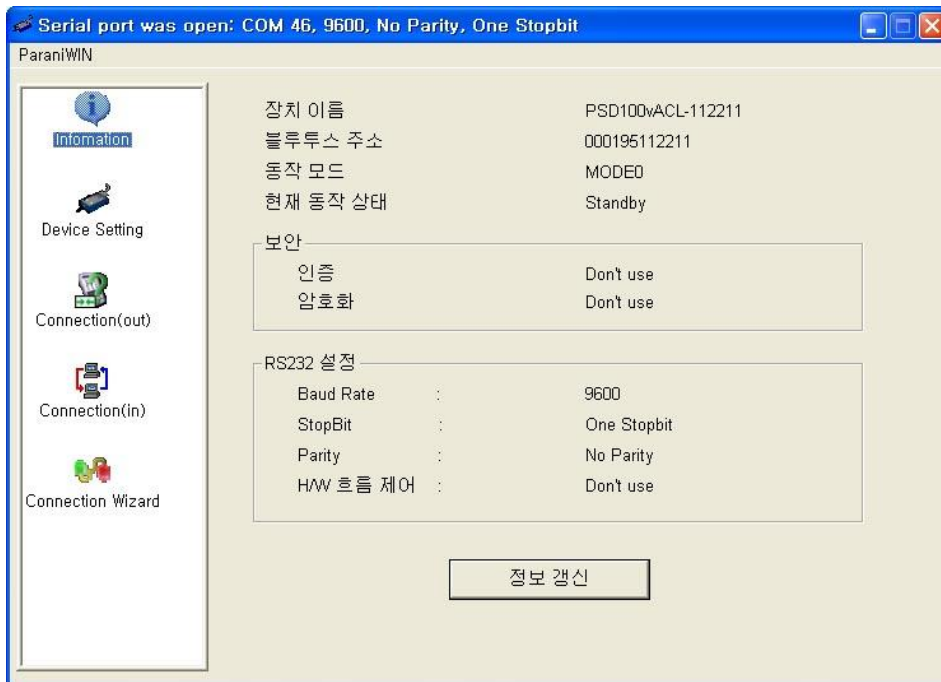 Serial port was open: COM 46, 9600, No Parity, One Stopbit
ParaniWIN
Infomation
Device Setting
Connection(out)
Connection(in)
Connection Wizard
장치 이름 PSD100vACL-112211
블루투스 주소 000195112211
동작 모드 MODE0
현재 동작 상태 Standby
보안
인증 Don't use
암호화 Don't use
RS232 설정
Baud Rate : 9600
StopBit : One Stopbit
Parity : No Parity
H/W 흐름 제어 : Don't use
정보 갱신